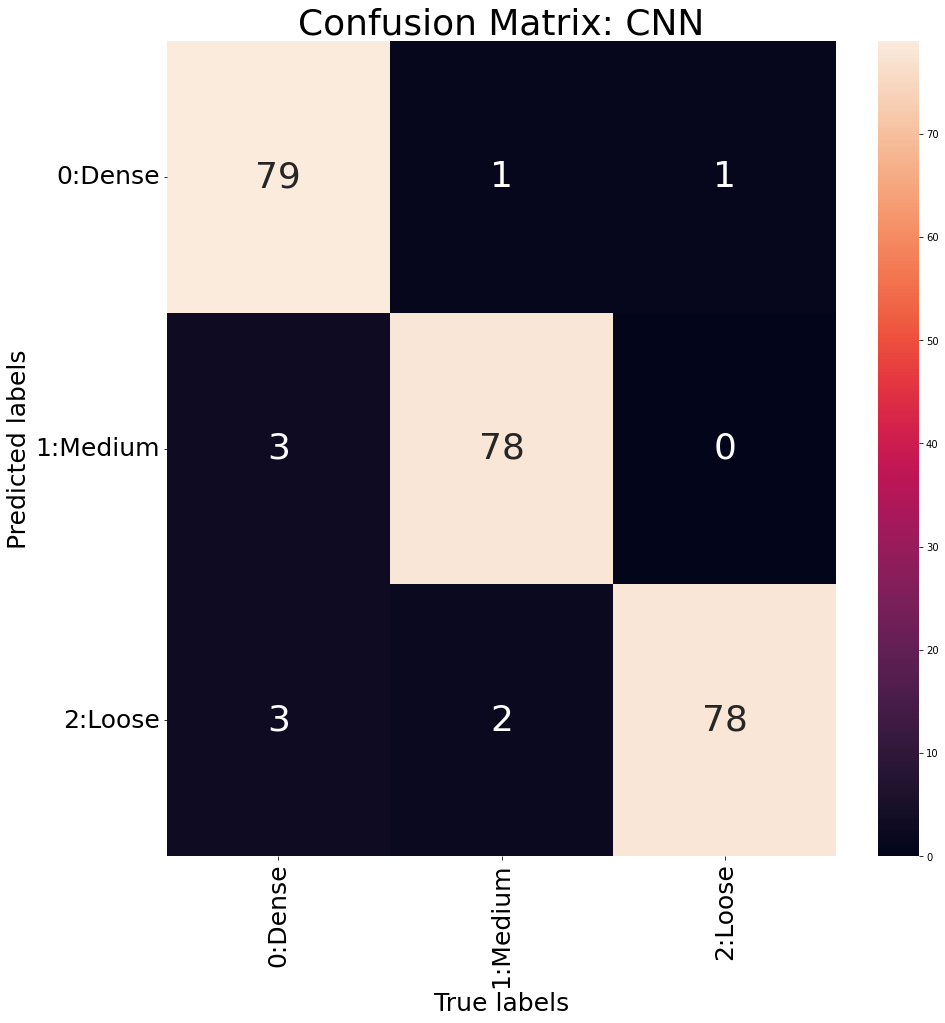 Confusion Matrix: CNN
Predicted labels
0:Dense
79
1
1
1:Medium
3
78
0
2:Loose
3
2
78
0:Dense
1:Medium
2:Loose
True labels
70
60
50
40
30
20
10
0